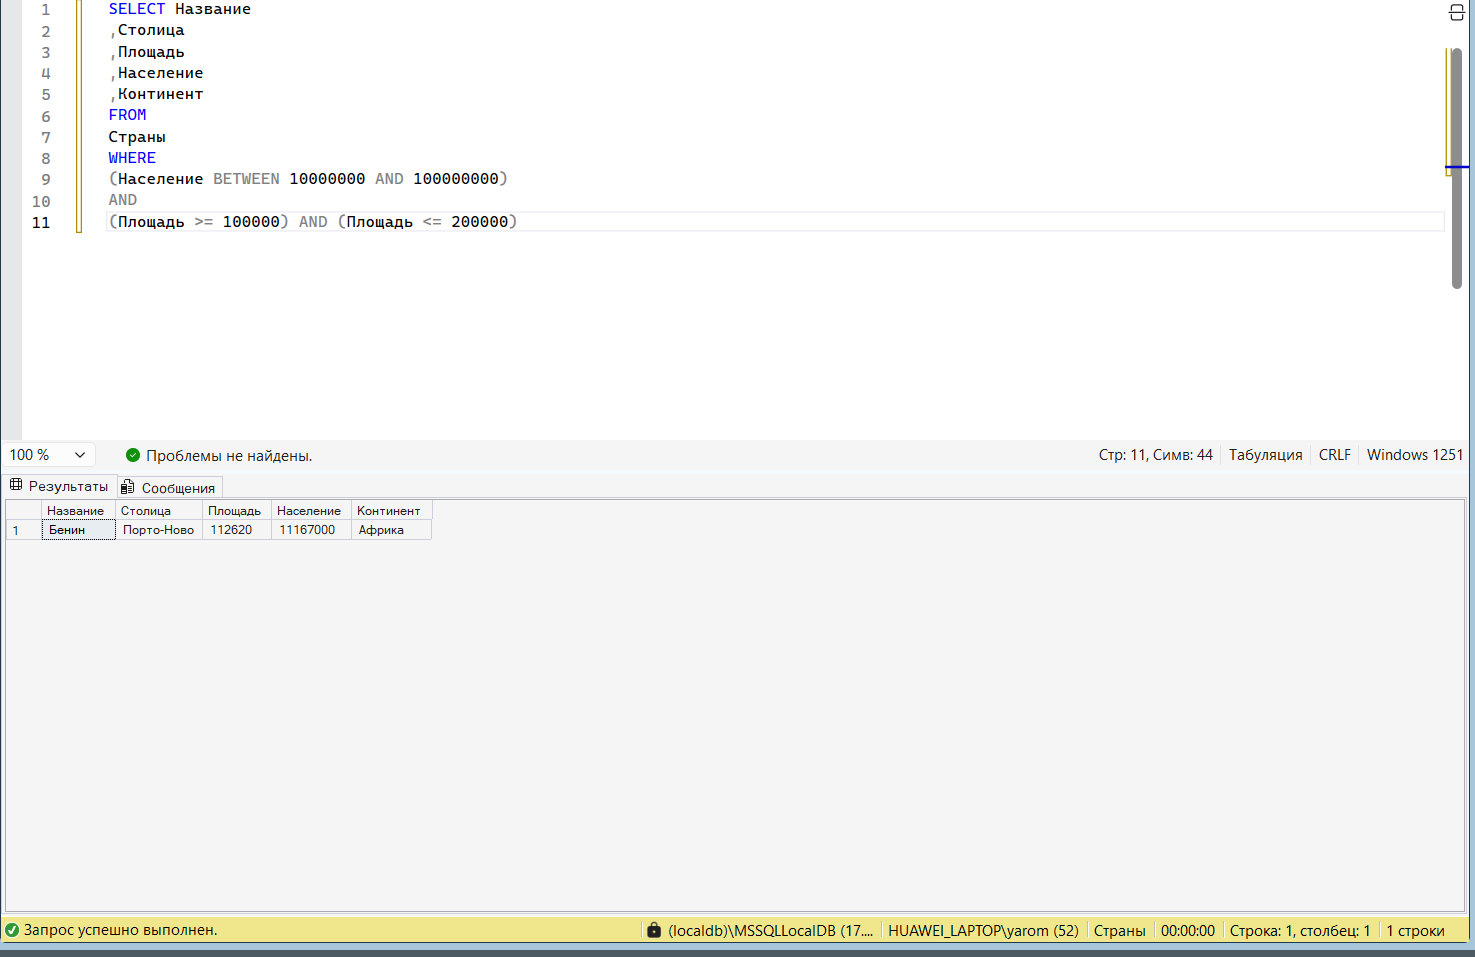 1 SELECT Название
2 ,Столица
3 ,Площадь
4 ,Население
5 ,Континент
6 FROM
7 Страны
8 WHERE
9 (Население BETWEEN 10000000 AND 100000000)
10 AND
11 (Площадь >= 100000) AND (Площадь <= 200000)
100 % Проблемы не найдены. Стр: 11, Симв: 44 Табуляция CRLF Windows 1251
Результаты Сообщения
Название Столица Площадь Население Континент
1 Бенин Порто-Ново 112620 11167000 Африка
Запрос успешно выполнен. (localdb)\MSSQLLocalDB (17.... HUAWEI_LAPTOP\yarom (52) Страны 00:00:00 Строка: 1, столбец: 1 1 строки